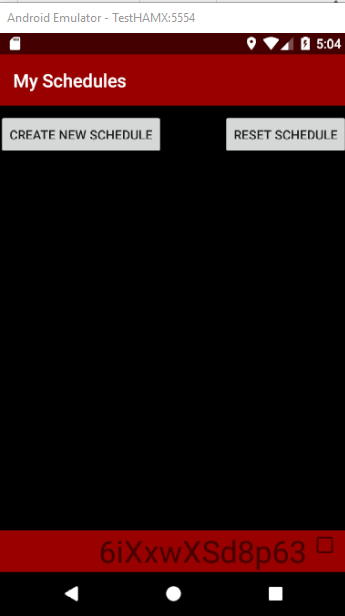 Android Emulator - TestHAMX:5554
5:04
My Schedules
CREATE NEW SCHEDULE
RESET SCHEDULE
6iXxwXSd8p63